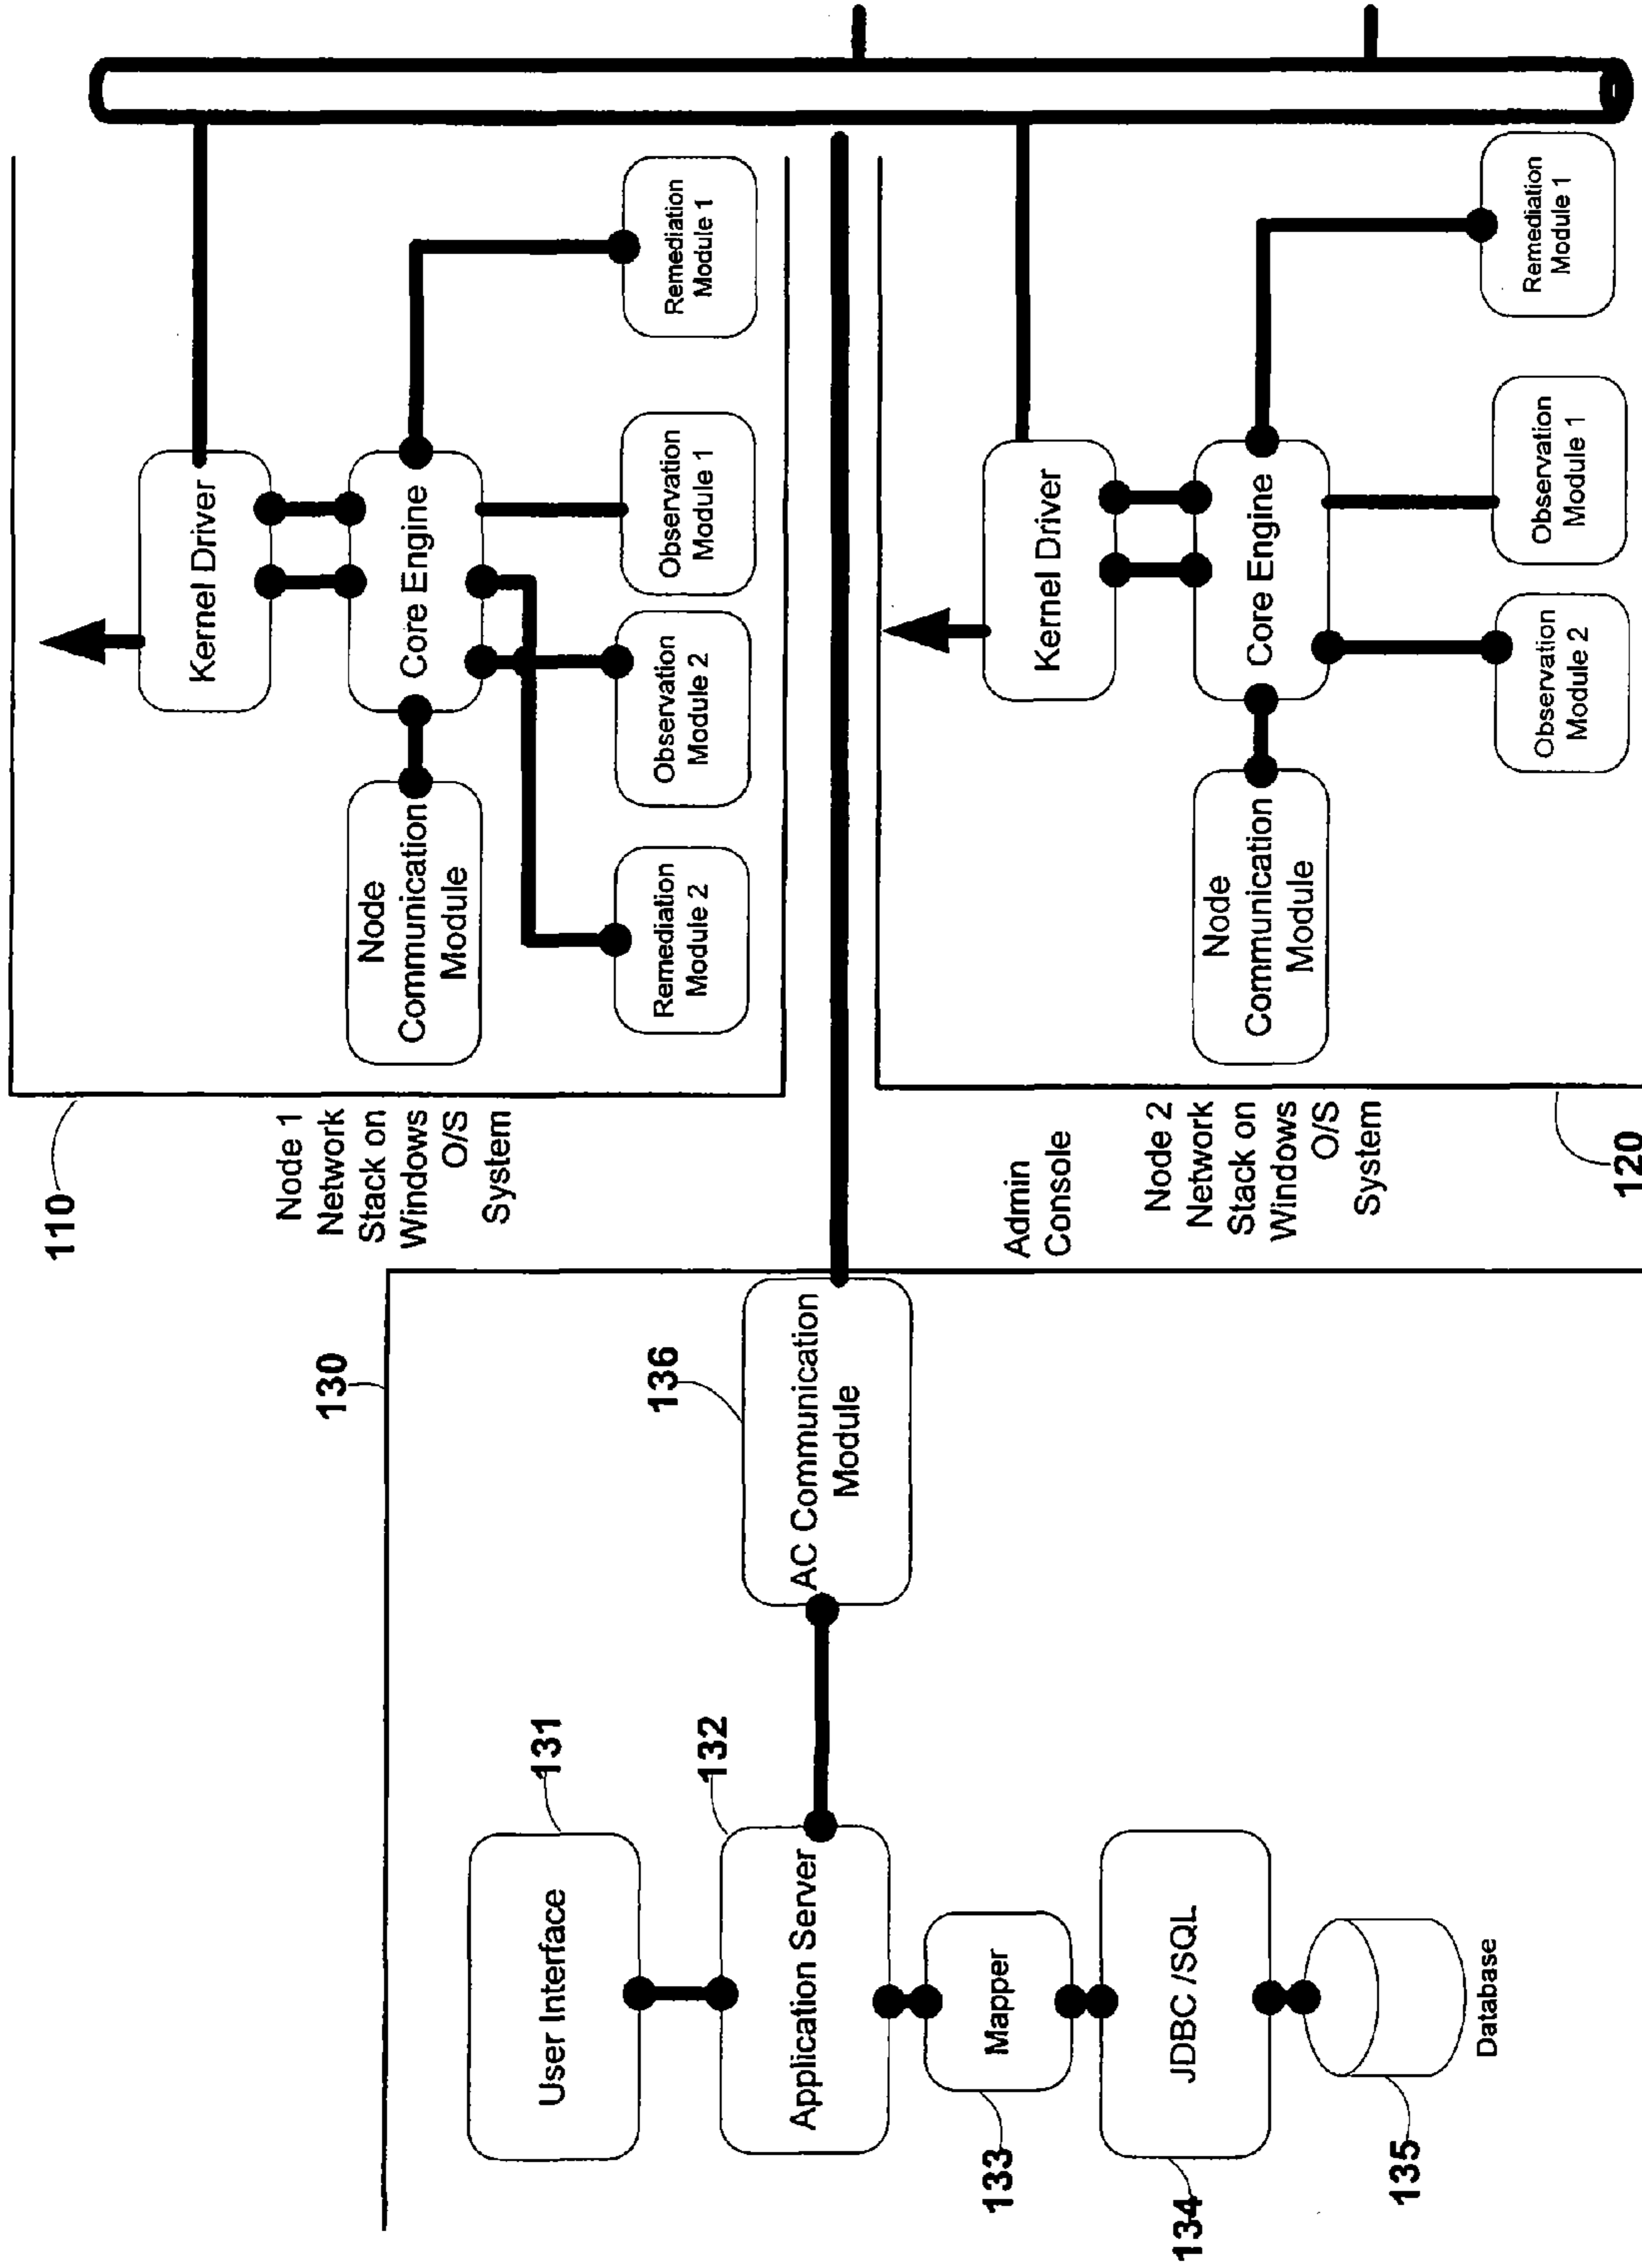 130
User Interface
131
Application Server
132
Mapper
133
JDBC /SQL
134
Database
135
AC Communication
Module
136
Admin
Console
110
Node 1
Network
Stack on
Windows
O/S
System
Kernel Driver
Node
Communication
Module
Core Engine
Remediation
Module 2
Observation
Module 2
Observation
Module 1
Remediation
Module 1
Node 2
Network
Stack on
Windows
O/S
System
120
Kernel Driver
Node
Communication
Module
Core Engine
Observation
Module 2
Observation
Module 1
Remediation
Module 1